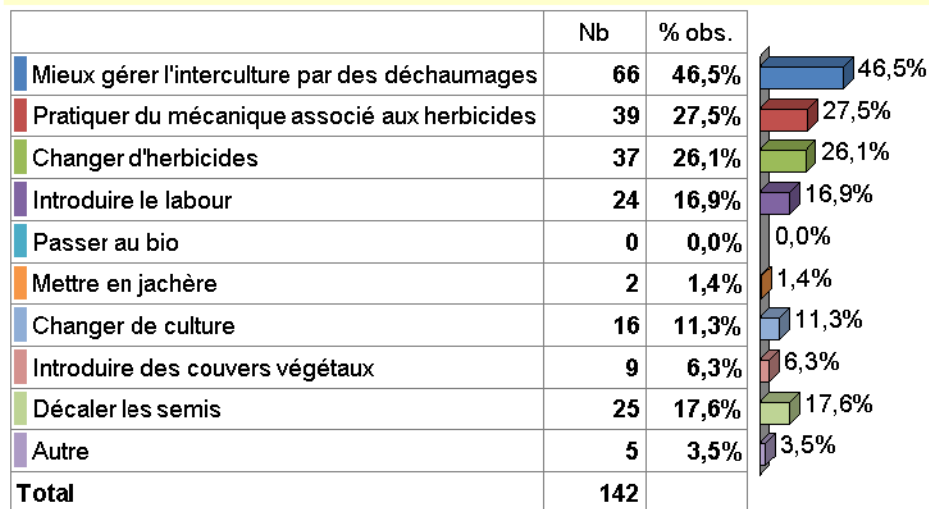 Nb % obs.
Mieux gérer l'interculture par des déchaumages 66 46,5% 46,5%
Pratiquer du mécanique associé aux herbicides 39 27,5% 27,5%
Changer d'herbicides 37 26,1% 26,1%
Introduire le labour 24 16,9% 16,9%
Passer au bio 0 0,0% 0,0%
Mettre en jachère 2 1,4% 1,4%
Changer de culture 16 11,3% 11,3%
Introduire des couvers végétaux 9 6,3% 6,3%
Décaler les semis 25 17,6% 17,6%
Autre 5 3,5% 3,5%
Total 142